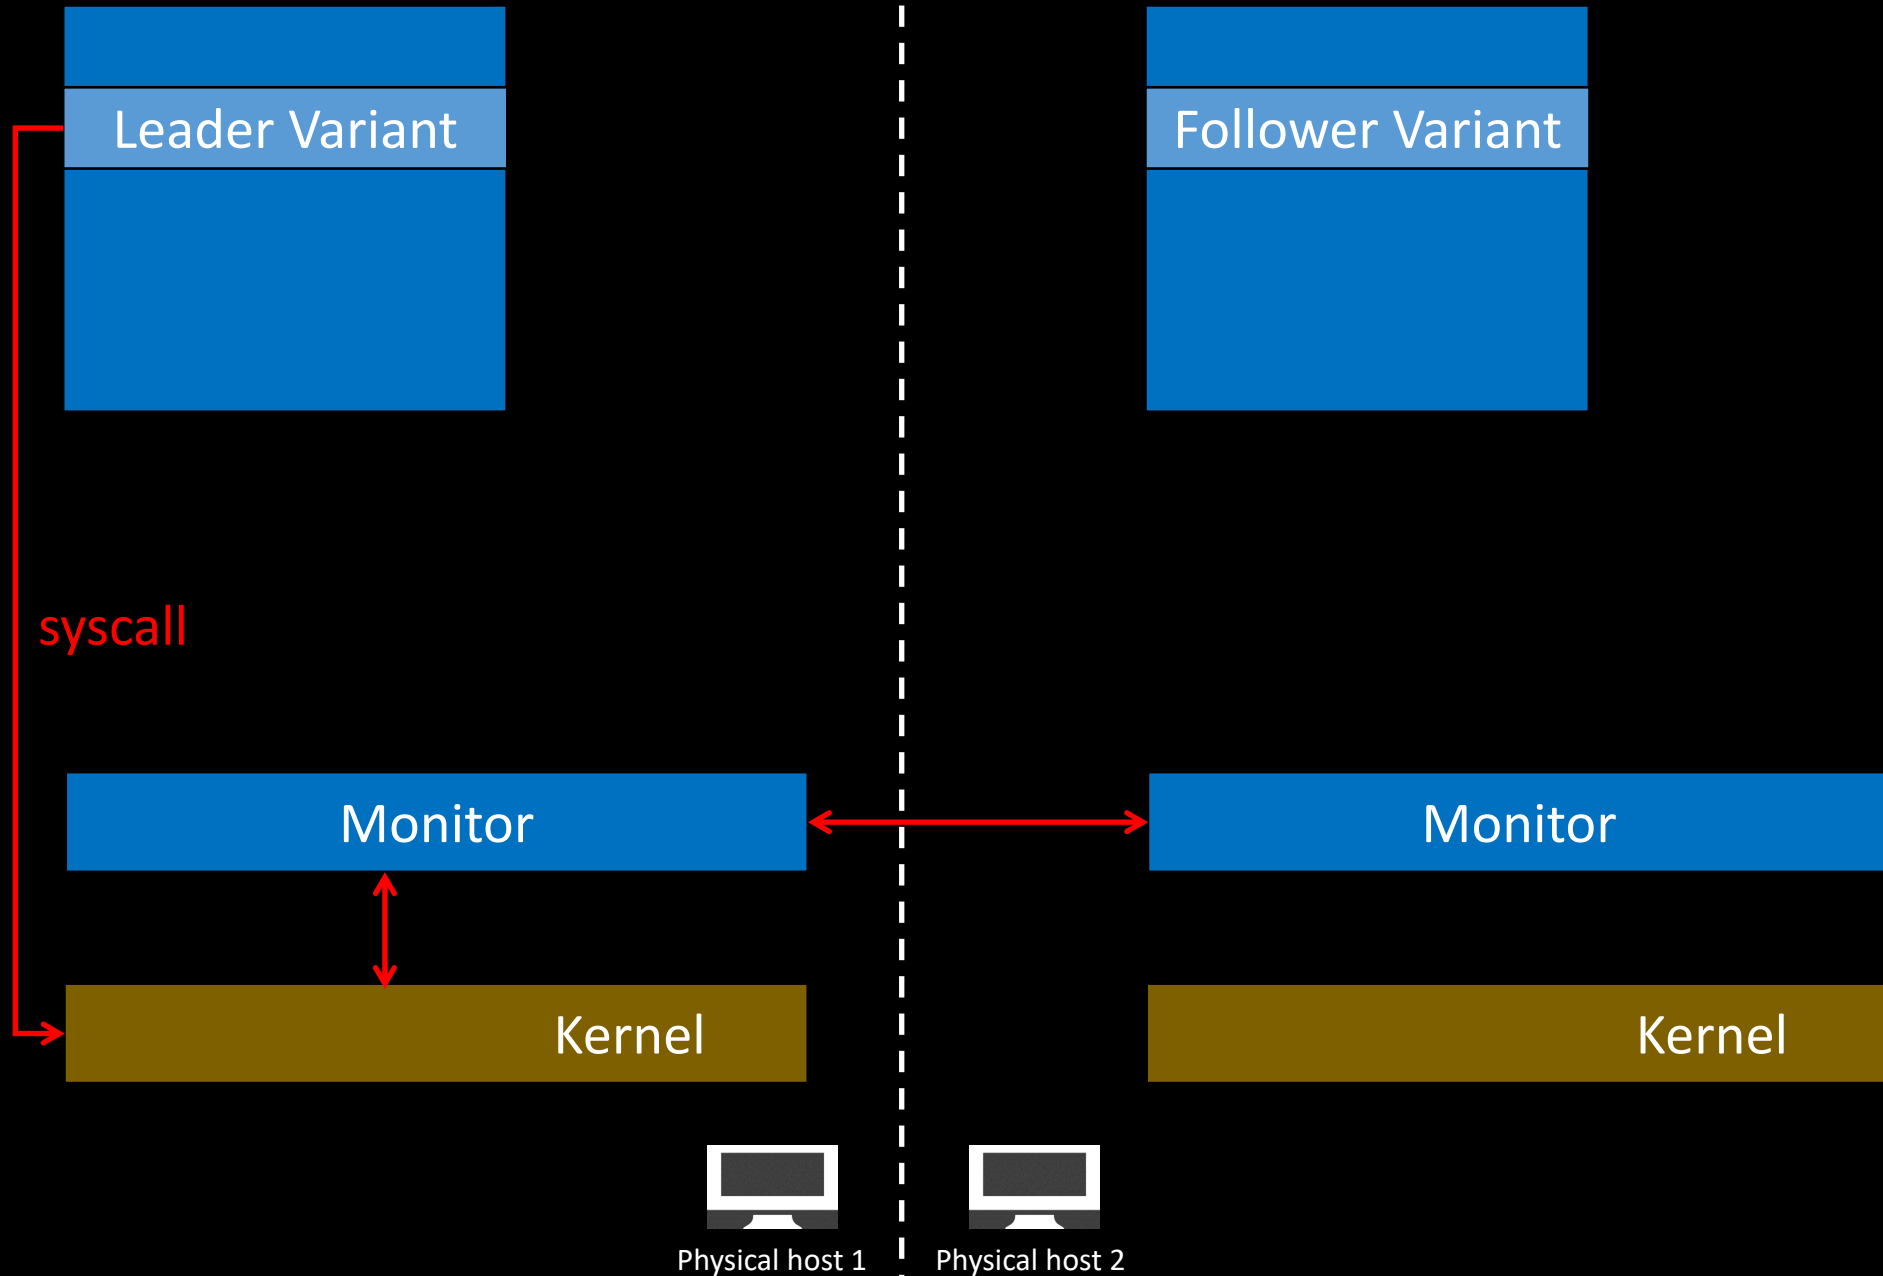 Leader Variant
Follower Variant
syscall
Monitor
Monitor
Kernel
Kernel
Physical host 1
Physical host 2